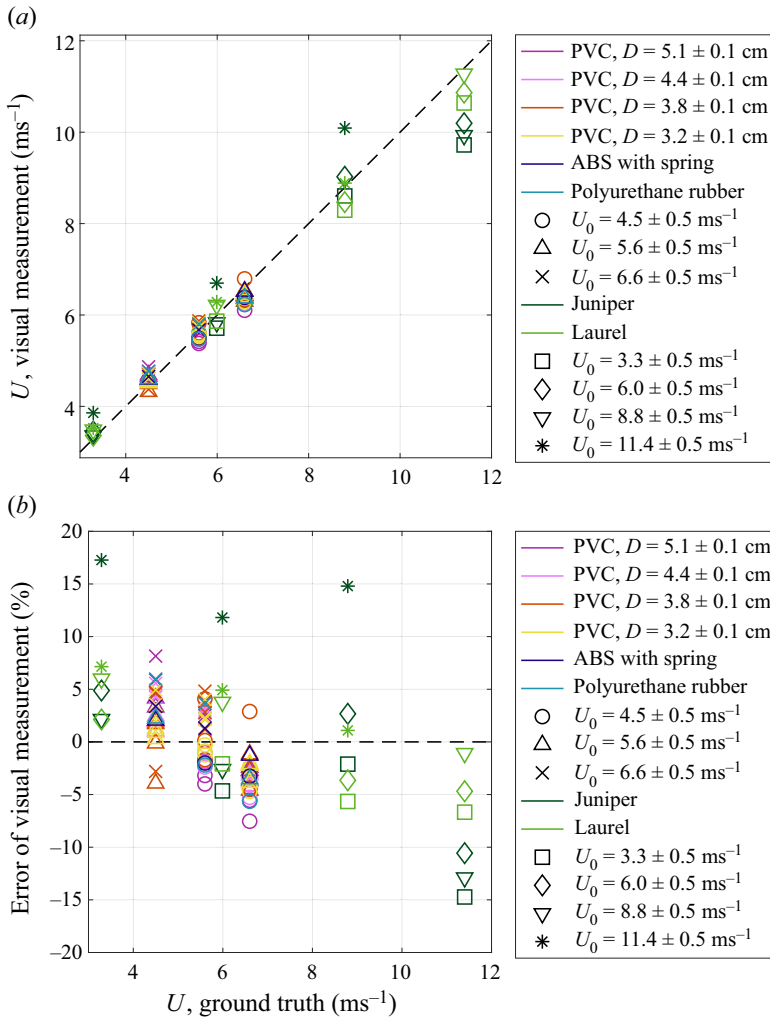 (a)
12
10
8
6
4
4
6
8
10
12
U, visual measurement (ms–1)
PVC, D = 5.1 ± 0.1 cm
PVC, D = 4.4 ± 0.1 cm
PVC, D = 3.8 ± 0.1 cm
PVC, D = 3.2 ± 0.1 cm
ABS with spring
Polyurethane rubber
U0 = 4.5 ± 0.5 ms–1
U0 = 5.6 ± 0.5 ms–1
U0 = 6.6 ± 0.5 ms–1
Juniper
Laurel
U0 = 3.3 ± 0.5 ms–1
U0 = 6.0 ± 0.5 ms–1
U0 = 8.8 ± 0.5 ms–1
U0 = 11.4 ± 0.5 ms–1
(b)
20
15
10
5
0
–5
–10
–15
–20
4
6
8
10
12
Error of visual measurement (%)
U, ground truth (ms–1)
PVC, D = 5.1 ± 0.1 cm
PVC, D = 4.4 ± 0.1 cm
PVC, D = 3.8 ± 0.1 cm
PVC, D = 3.2 ± 0.1 cm
ABS with spring
Polyurethane rubber
U0 = 4.5 ± 0.5 ms–1
U0 = 5.6 ± 0.5 ms–1
U0 = 6.6 ± 0.5 ms–1
Juniper
Laurel
U0 = 3.3 ± 0.5 ms–1
U0 = 6.0 ± 0.5 ms–1
U0 = 8.8 ± 0.5 ms–1
U0 = 11.4 ± 0.5 ms–1